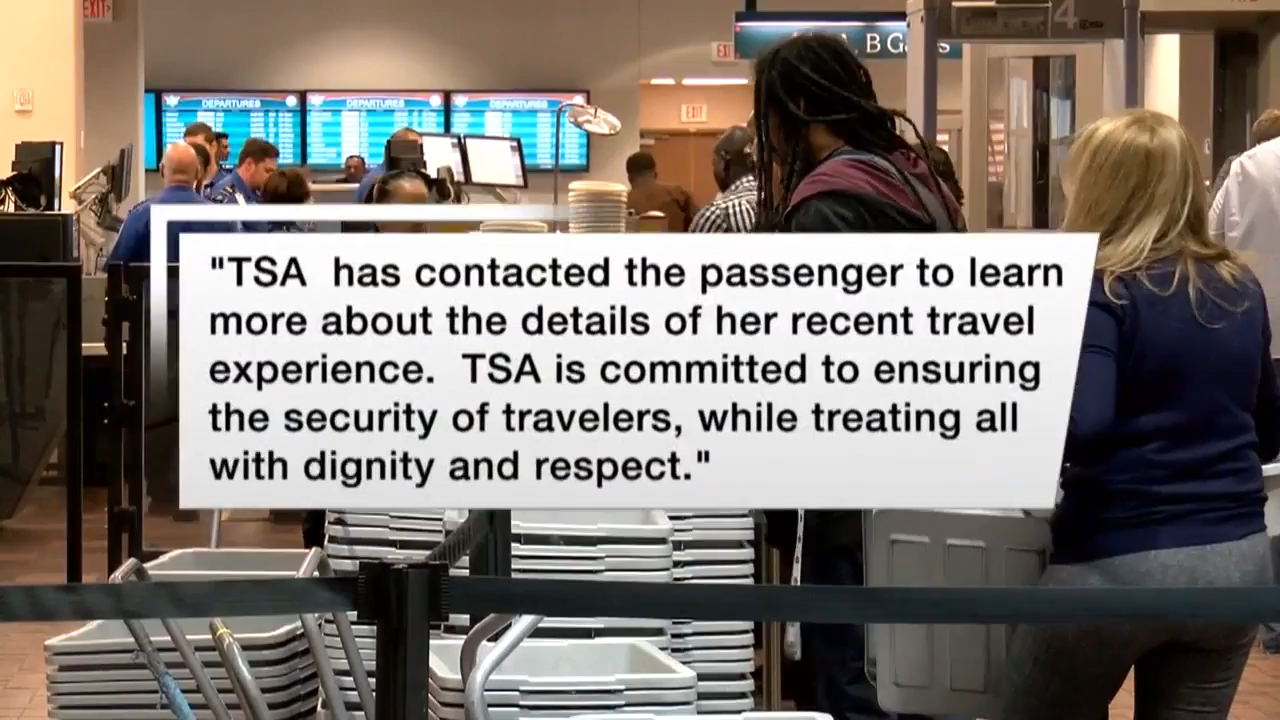 EXIT
4
B G
EXIT
DEPARTURES
DEPARTURES
DEPARTURES
EXIT
"TSA  has contacted the passenger to learn
more about the details of her recent travel
experience.  TSA is committed to ensuring
the security of travelers, while treating all
with dignity and respect."